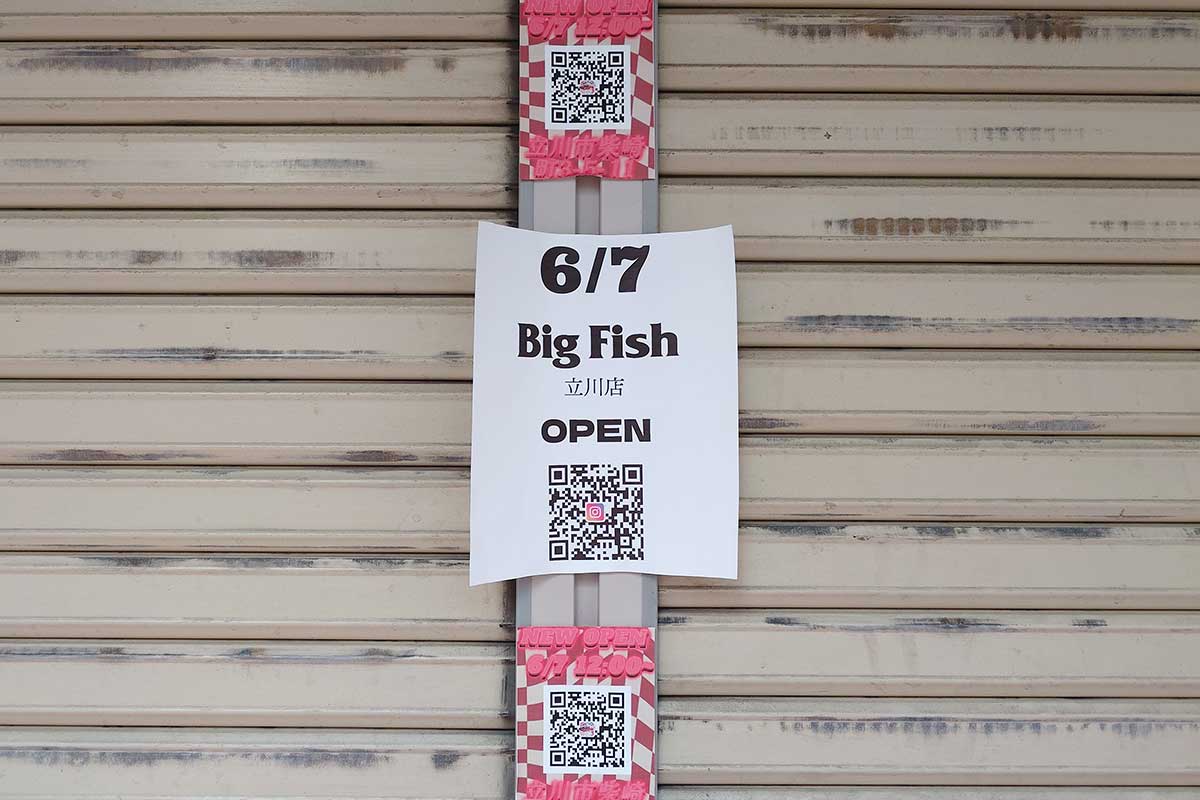 NEW OPEN
6/7 12:00~
立川市柴崎
6/7
Big Fish
立川店
OPEN
NEW OPEN
6/7 12:00~
立川市柴崎